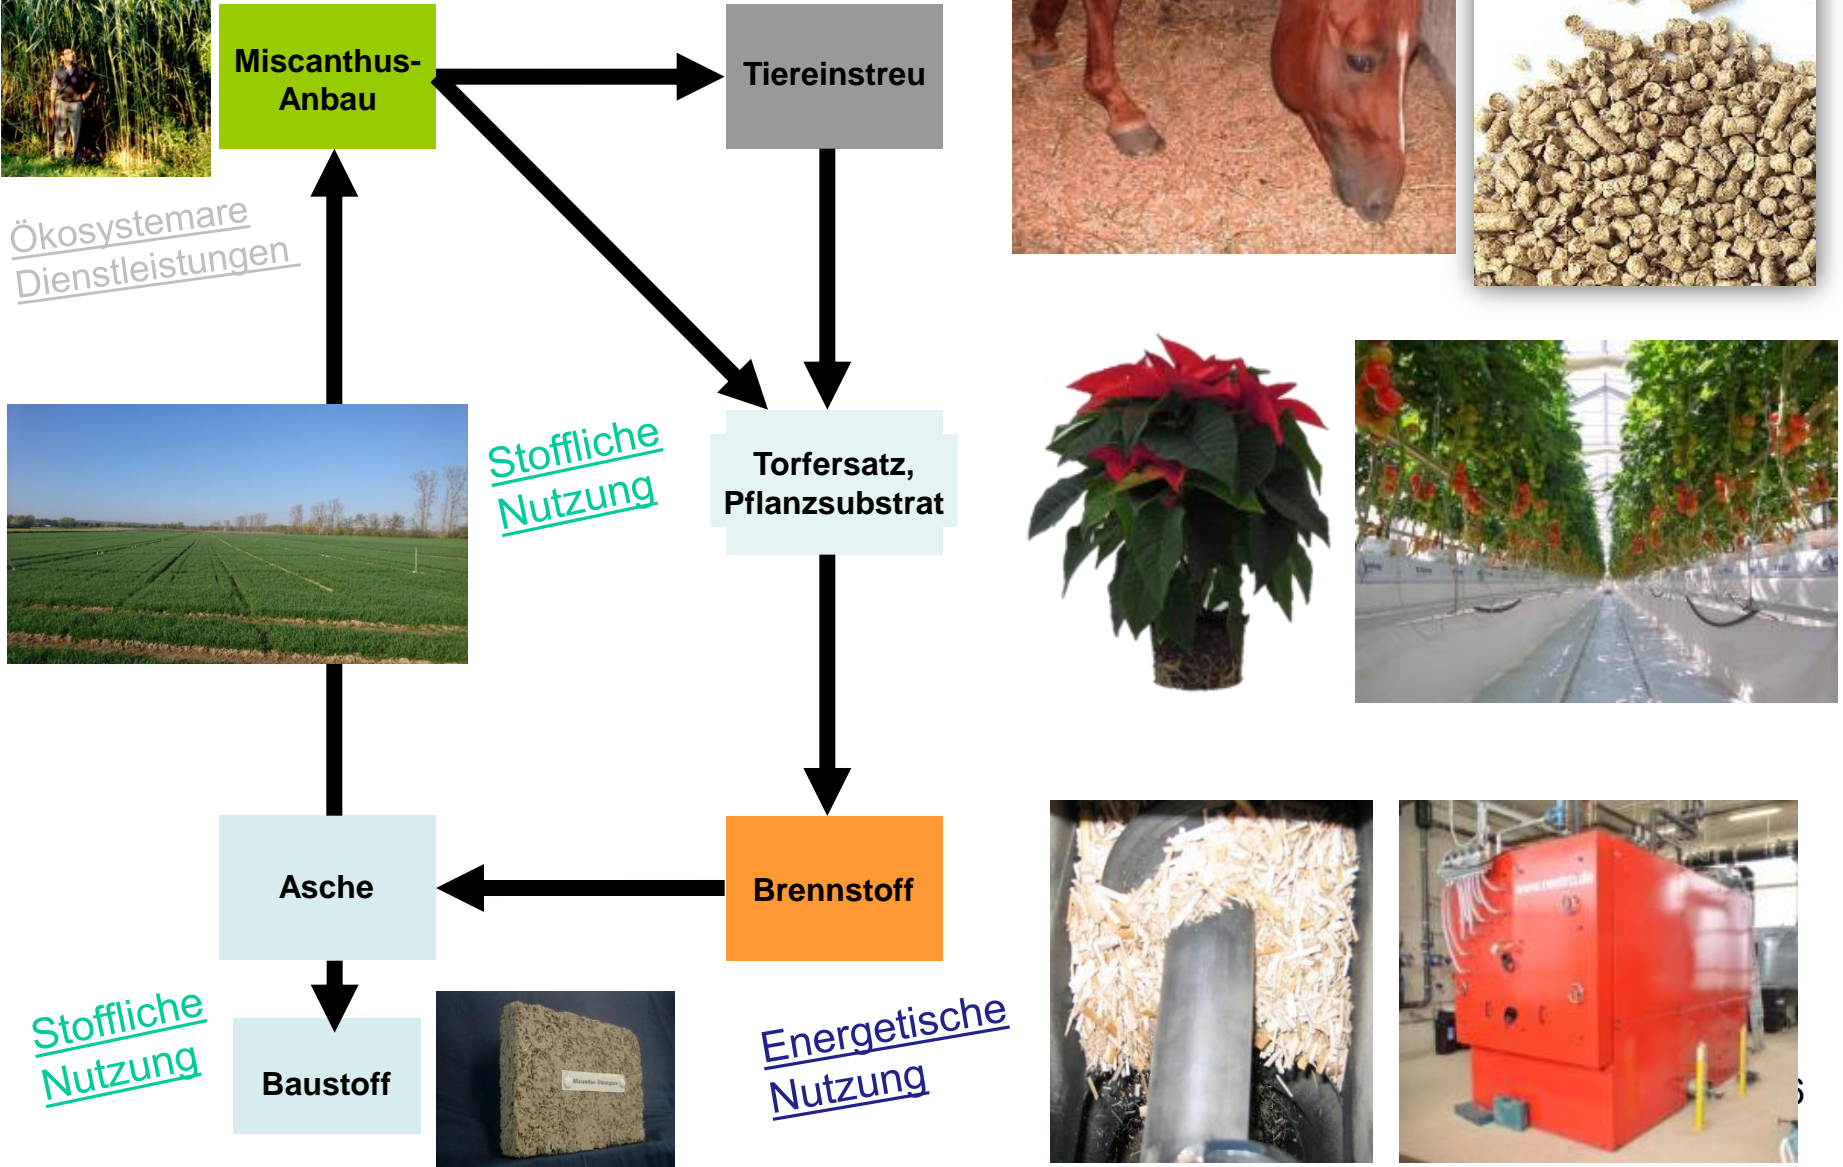 Miscanthus-
Anbau
Tiereinstreu
Ökosystemare
Dienstleistungen
Stoffliche
Nutzung
Torfersatz,
Pflanzsubstrat
Asche
Brennstoff
Stoffliche
Nutzung
Baustoff
Energetische
Nutzung